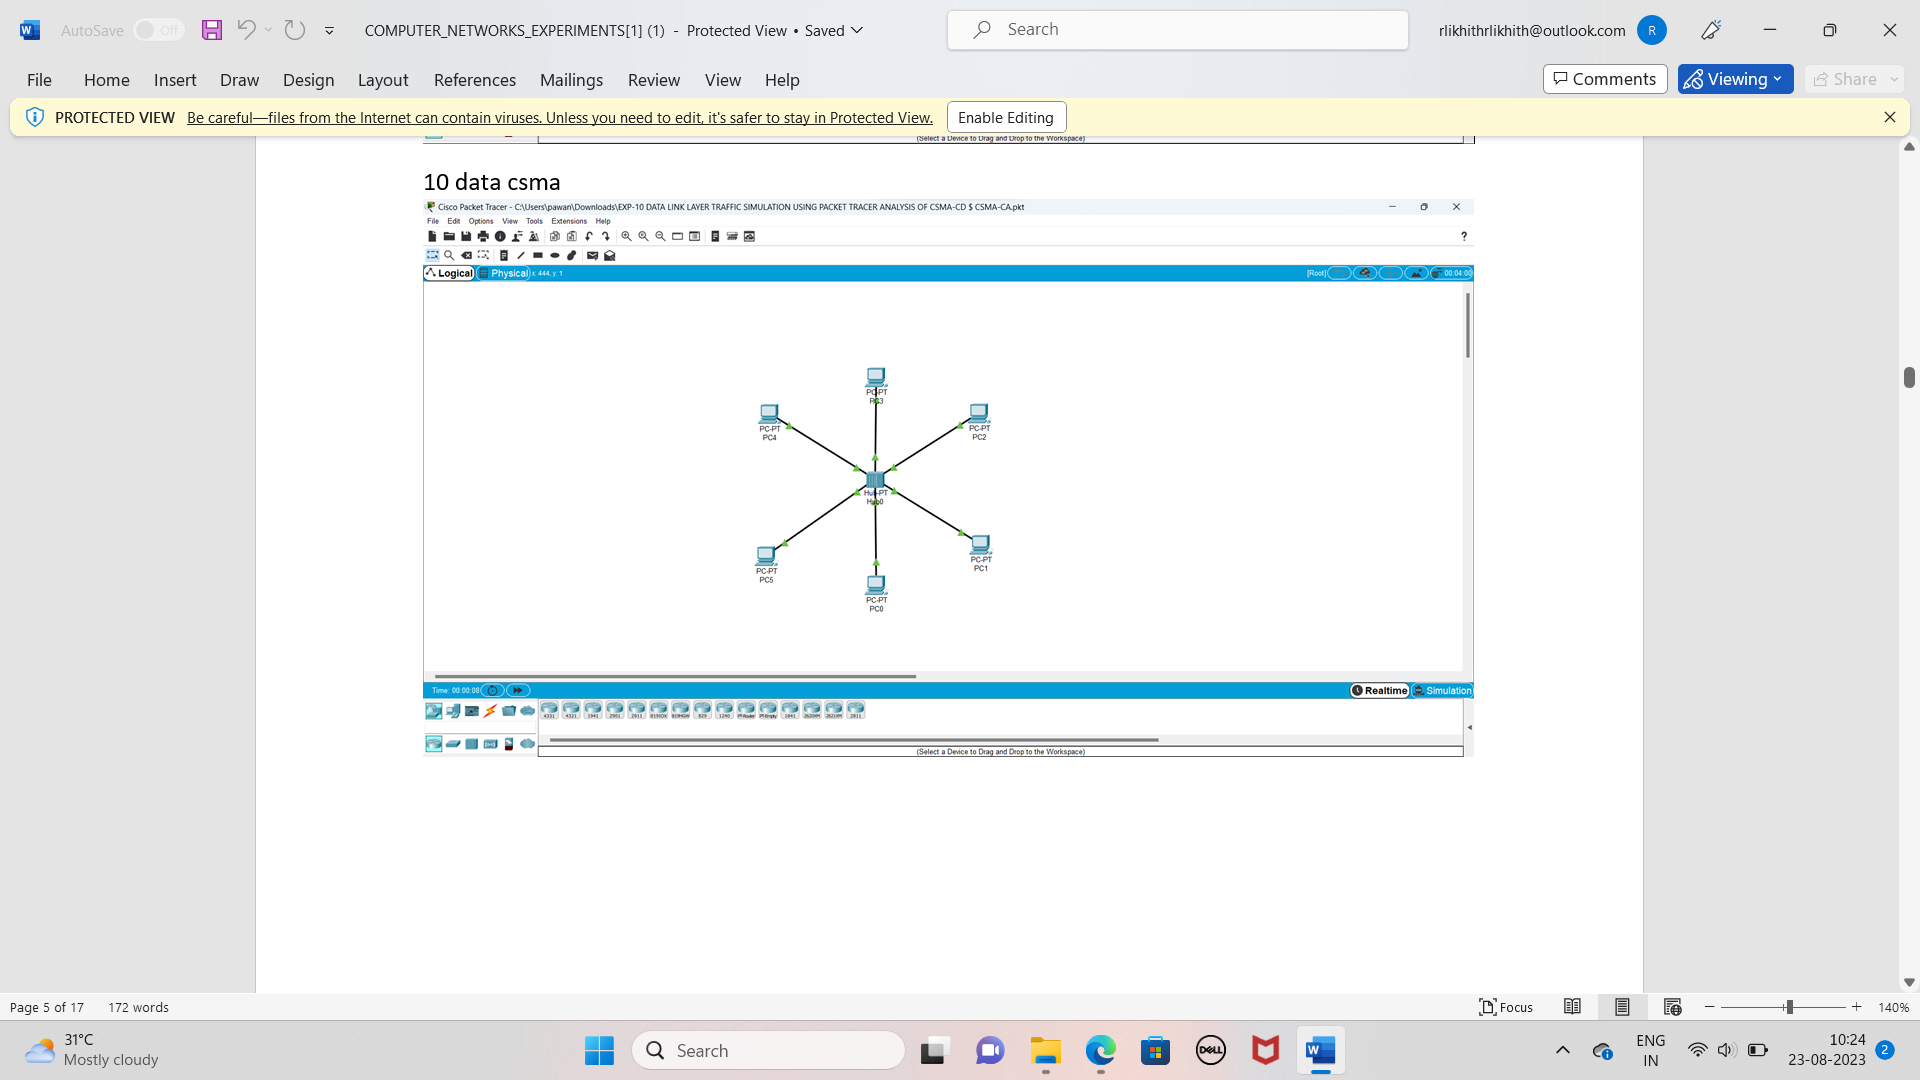 AutoSave Off COMPUTER_NETWORKS_EXPERIMENTS[1] (1) - Protected View • Saved Search rlikhithrlikhith@outlook.com R
File Home Insert Draw Design Layout References Mailings Review View Help Comments Viewing Share
PROTECTED VIEW Be careful—files from the Internet can contain viruses. Unless you need to edit, it's safer to stay in Protected View. Enable Editing
(Select a Device to Drag and Drop to the Workspace)
10 data csma
Cisco Packet Tracer - C:\Users\pawan\Downloads\EXP-10 DATA LINK LAYER TRAFFIC SIMULATION USING PACKET TRACER ANALYSIS OF CSMA-CD $ CSMA-CA.pkt
File Edit Options View Tools Extensions Help
?
Logical Physical x: 444, y: 1 [Root] 00:04:00
PC-PT
PC3
PC-PT
PC4
PC-PT
PC2
Hub-PT
Hub0
PC-PT
PC1
PC-PT
PC5
PC-PT
PC0
Time: 00:00:08 Realtime Simulation
4331 4321 1941 2901 2911 819IOX 819HGW 829 1240 PT-Router PT-Empty 1841 2620XM 2621XM 2811
(Select a Device to Drag and Drop to the Workspace)
Page 5 of 17 172 words Focus 140%
31°C
Mostly cloudy
Search
DELL
ENG
IN
10:24
23-08-2023
2